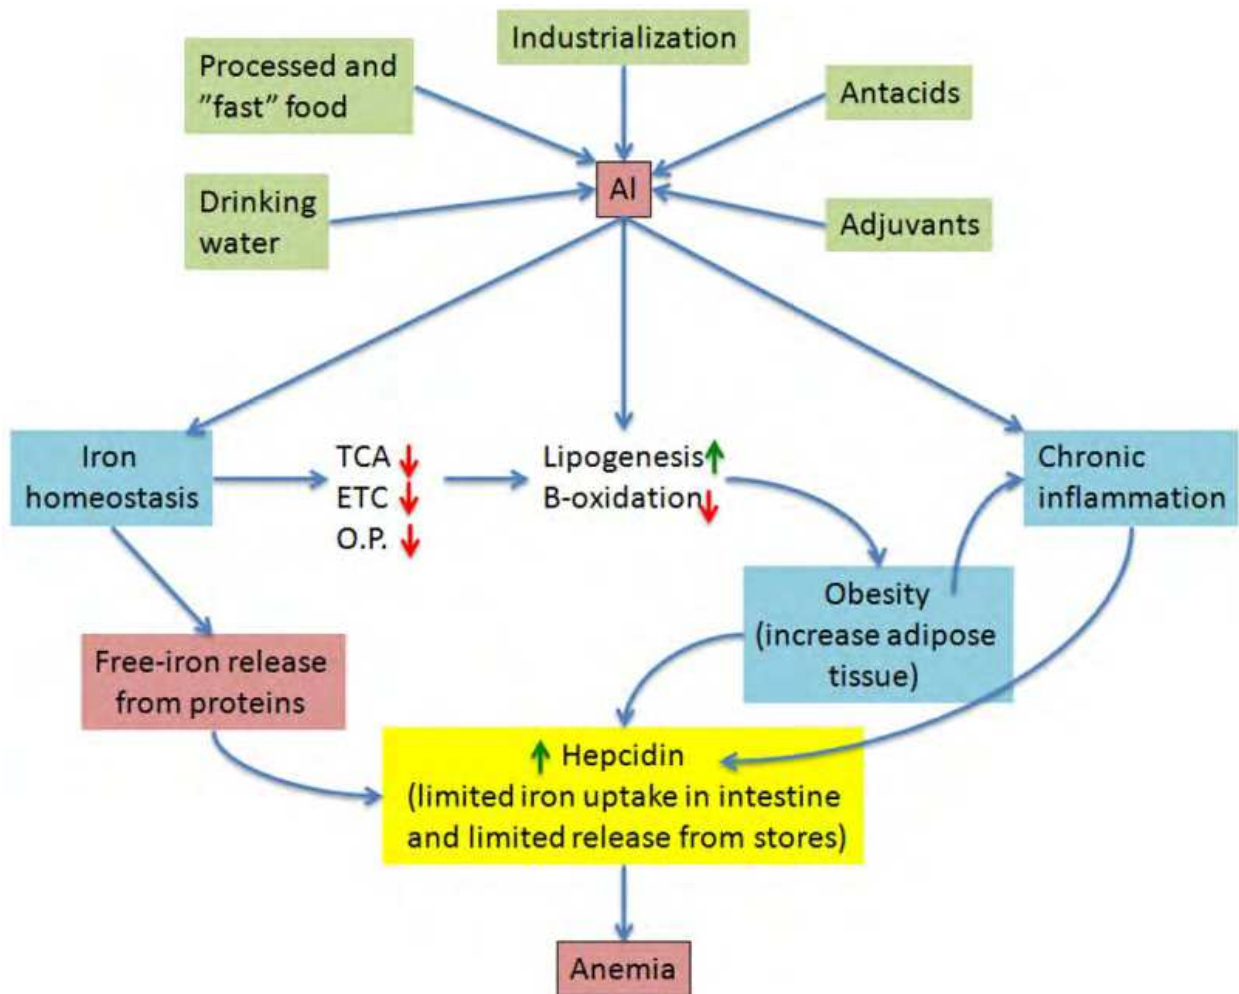 Industrialization
Processed and
”fast” food
Antacids
Al
Drinking
water
Adjuvants
Iron
homeostasis
TCA
ETC
O.P.
Lipogenesis
B-oxidation
Chronic
inflammation
Obesity
(increase adipose
tissue)
Free-iron release
from proteins
Hepcidin
(limited iron uptake in intestine
and limited release from stores)
Anemia